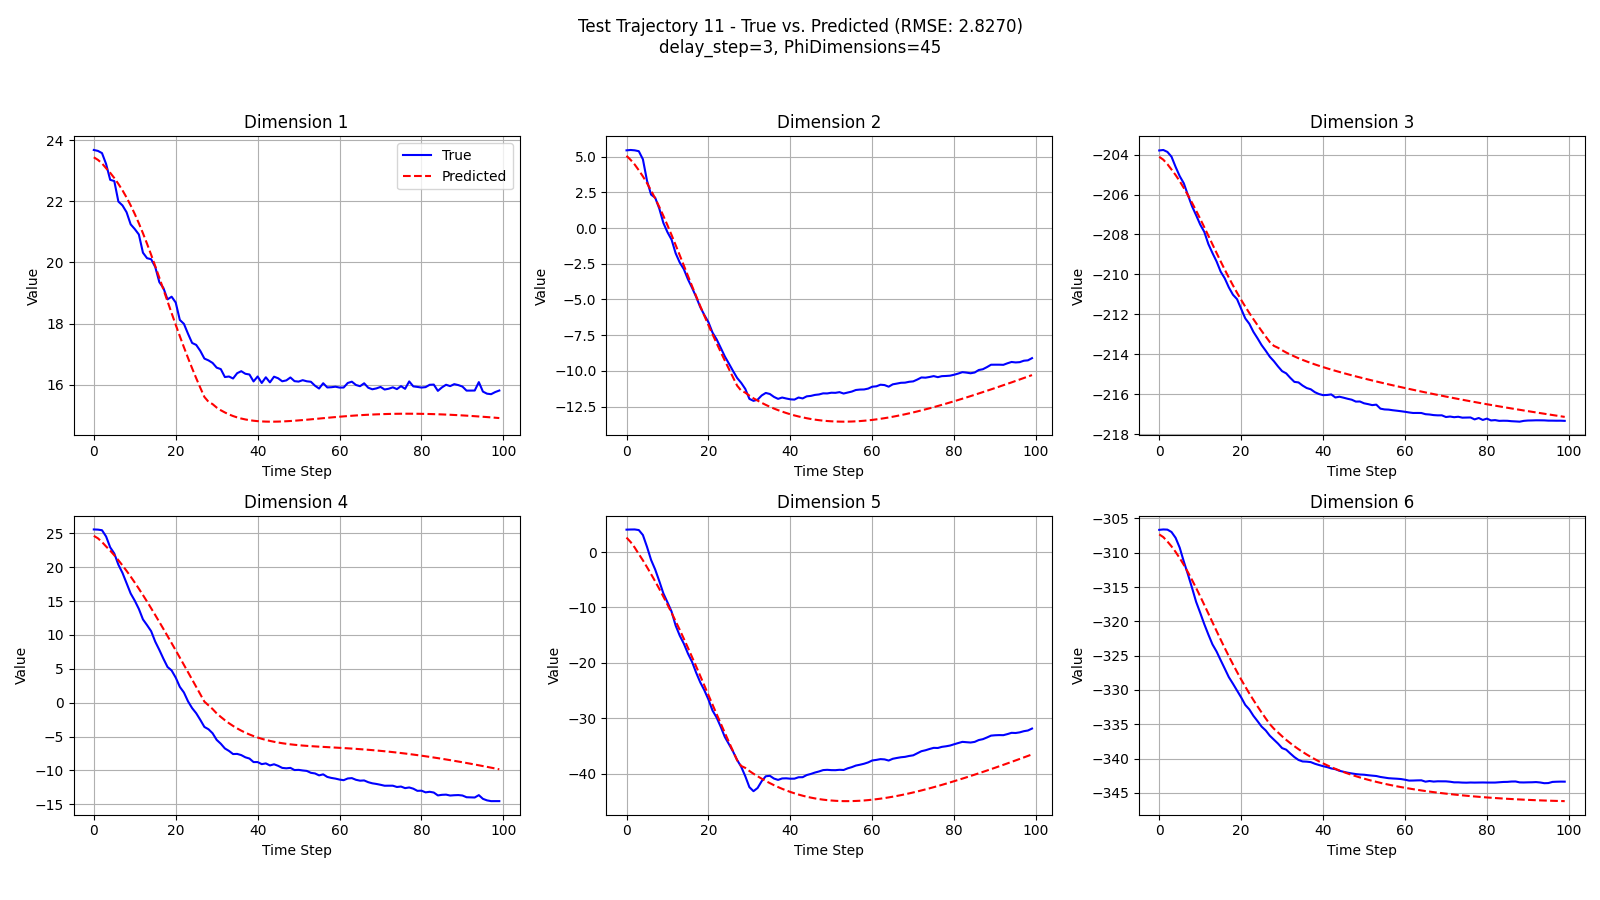 Test Trajectory 11 - True vs. Predicted (RMSE: 2.8270)
delay_step=3, PhiDimensions=45
Dimension 1
24
22
20
18
16
Value
0 20 40 60 80 100
Time Step
True
Predicted
Dimension 2
5.0
2.5
0.0
−2.5
−5.0
−7.5
−10.0
−12.5
Value
0 20 40 60 80 100
Time Step
Dimension 3
−204
−206
−208
−210
−212
−214
−216
−218
Value
0 20 40 60 80 100
Time Step
Dimension 4
25
20
15
10
5
0
−5
−10
−15
Value
0 20 40 60 80 100
Time Step
Dimension 5
0
−10
−20
−30
−40
Value
0 20 40 60 80 100
Time Step
Dimension 6
−305
−310
−315
−320
−325
−330
−335
−340
−345
Value
0 20 40 60 80 100
Time Step